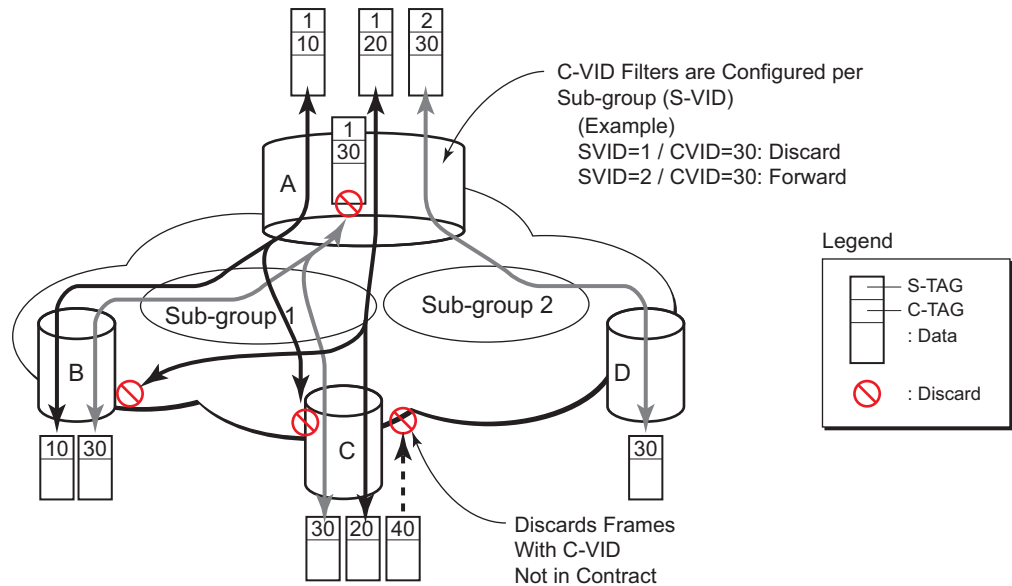 1
10
1
20
2
30
1
30
C-VID Filters are Configured per
Sub-group (S-VID)
(Example)
SVID=1 / CVID=30: Discard
SVID=2 / CVID=30: Forward
A
Legend
S-TAG
C-TAG
: Data
: Discard
Sub-group 1
Sub-group 2
B
C
D
10
30
30
20
40
30
Discards Frames
With C-VID
Not in Contract